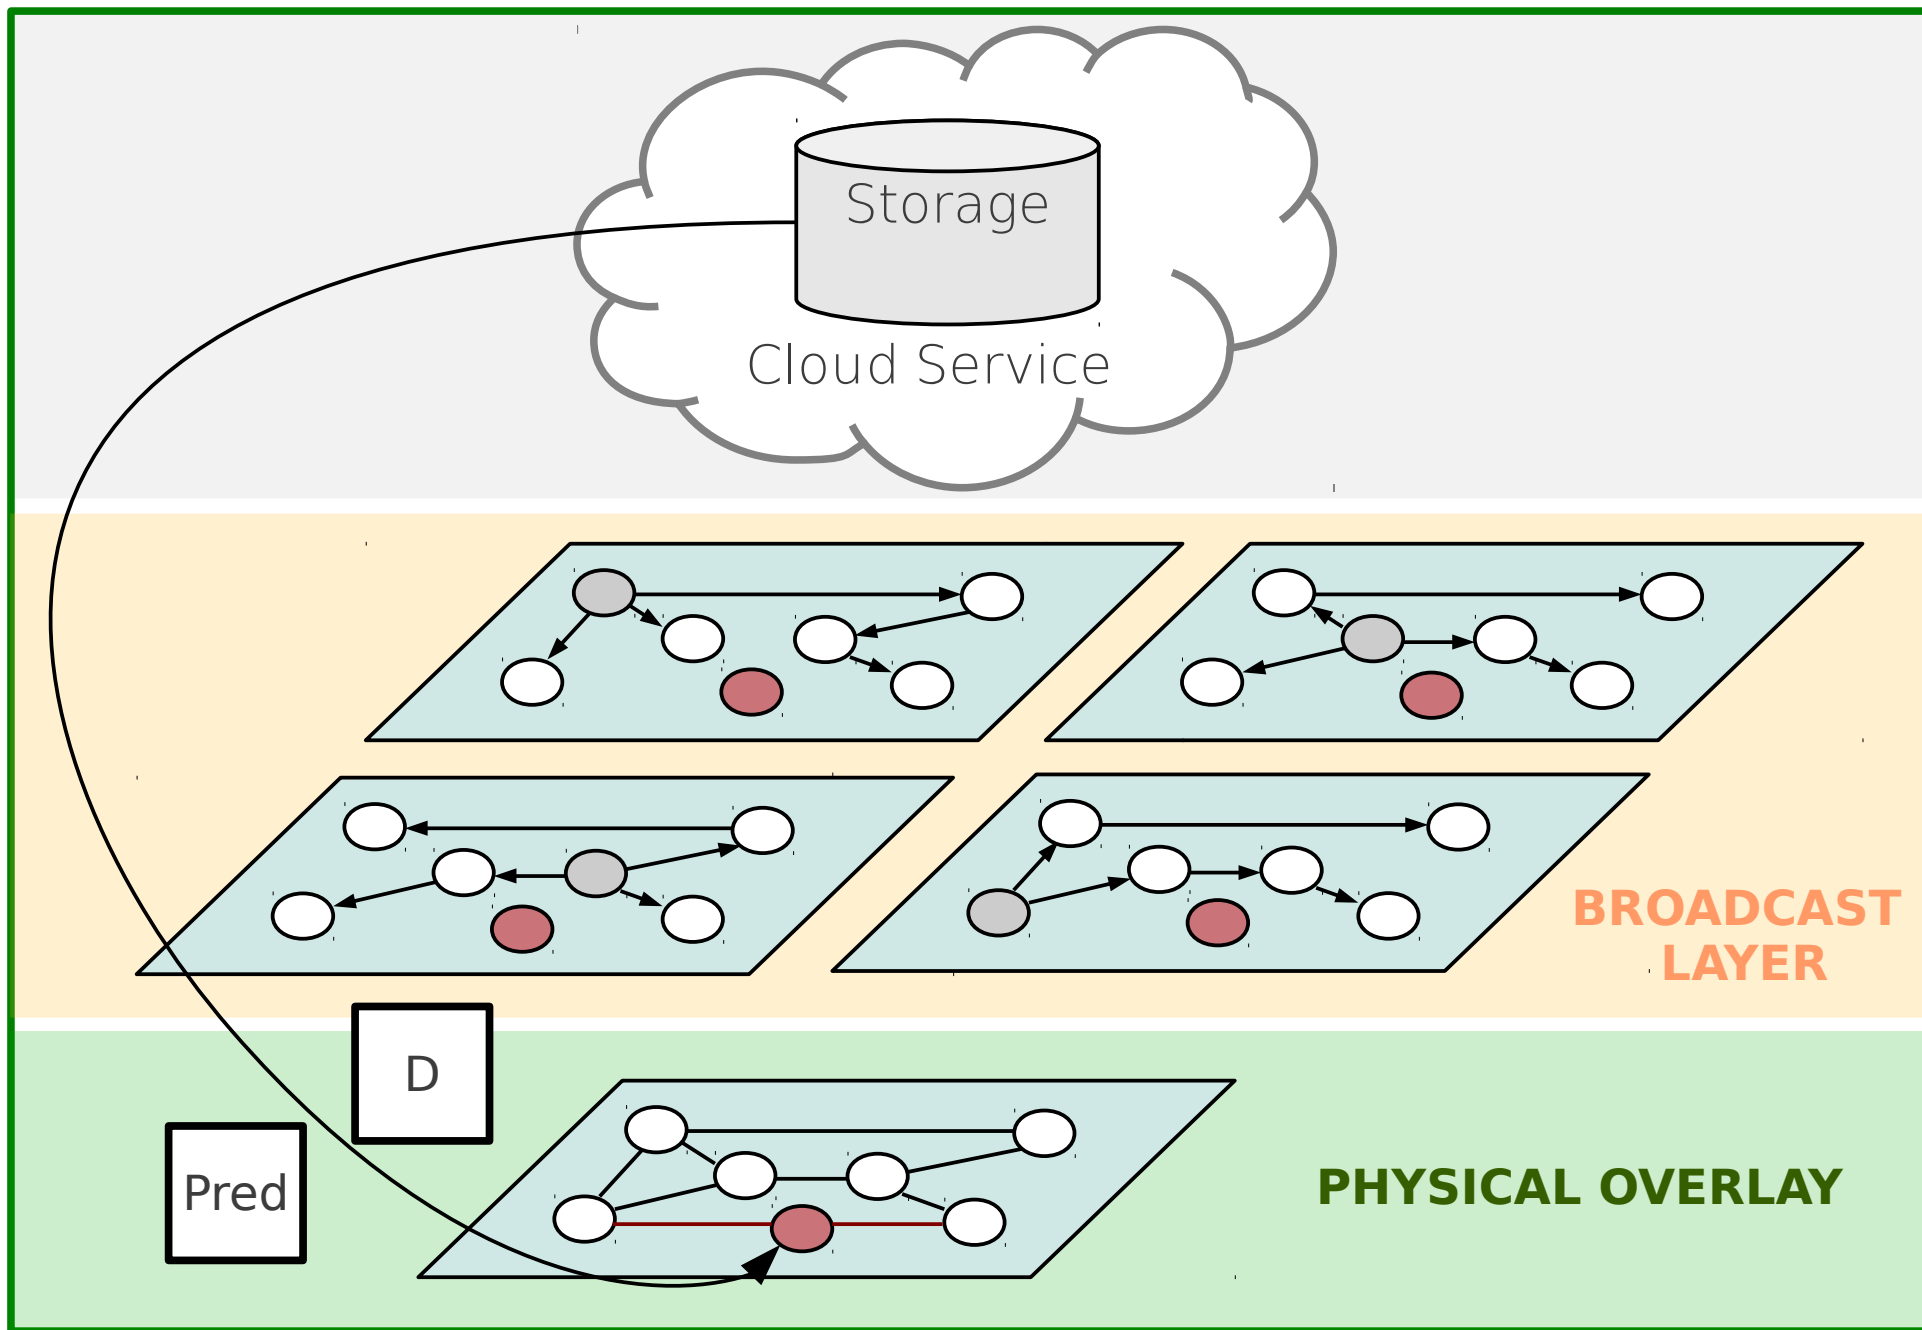 Storage
Cloud Service
BROADCAST
LAYER
D
Pred
PHYSICAL OVERLAY